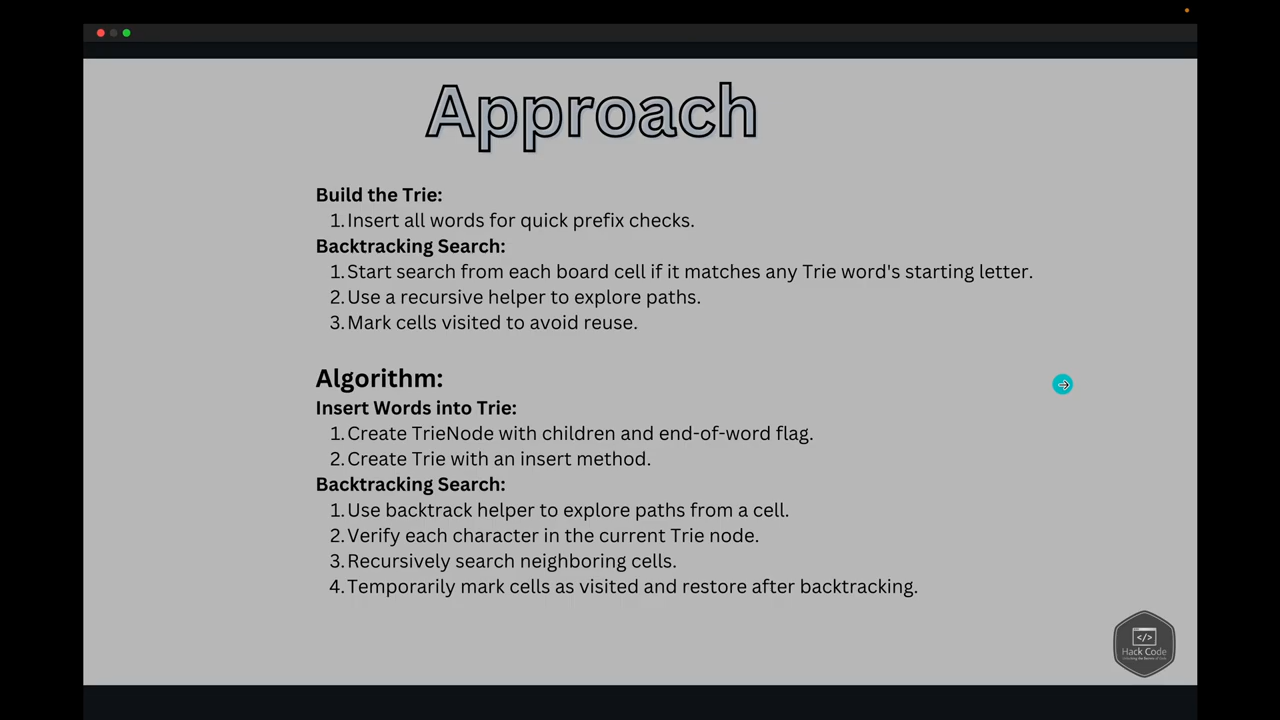 Approach
Build the Trie:
1. Insert all words for quick prefix checks.
Backtracking Search:
1. Start search from each board cell if it matches any Trie word's starting letter.
2. Use a recursive helper to explore paths.
3. Mark cells visited to avoid reuse.
Algorithm:
Insert Words into Trie:
1. Create TrieNode with children and end-of-word flag.
2. Create Trie with an insert method.
Backtracking Search:
1. Use backtrack helper to explore paths from a cell.
2. Verify each character in the current Trie node.
3. Recursively search neighboring cells.
4. Temporarily mark cells as visited and restore after backtracking.
</>
Hack Code